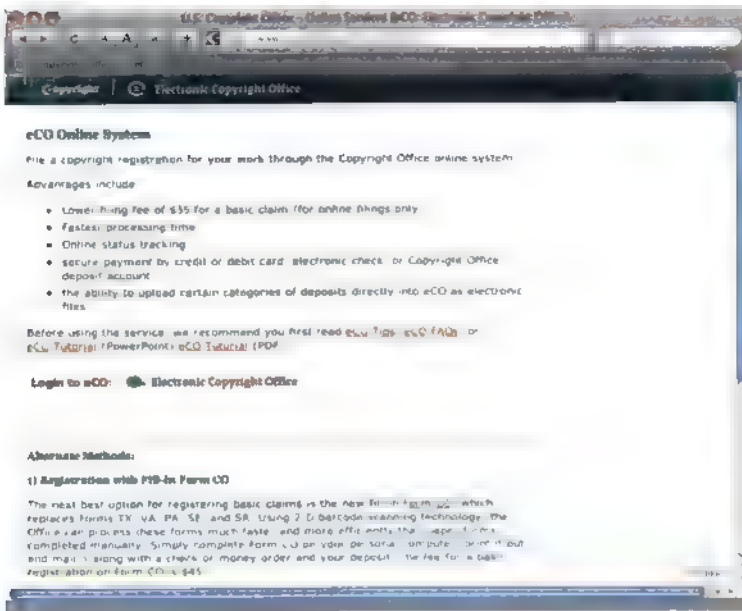 U.S. Copyright Office - Online Services (eCO: Electronic Copyright Office)
Copyright
Electronic Copyright Office
eCO Online System
File a copyright registration for your work through the Copyright Office online system
Advantages include
Lower filing fee of $35 for a basic claim (for online filings only
Fastest processing time
Online status tracking
secure payment by credit or debit card electronic check or Copyright Office
deposit account
the ability to upload certain categories of deposits directly into eCO as electronic
files
Before using the service we recommend you first read eCO Tips eCO FAQs or
eCO Tutorial (PowerPoint) eCO Tutorial (PDF
Login to eCO: Electronic Copyright Office
Alternate Methods:
1) Registration with Fill-in Form CO
The next best option for registering basic claims is the new fill-in form CO which
replaces forms TX VA PA SE and SR Using 2 D barcode scanning technology the
Office can process these forms much faster and more efficiently than paper forms
completed manually Simply complete Form CO on your personal computer print it out
and mail it along with a check or money order and your deposit The fee for a basic
registration on form CO is $45